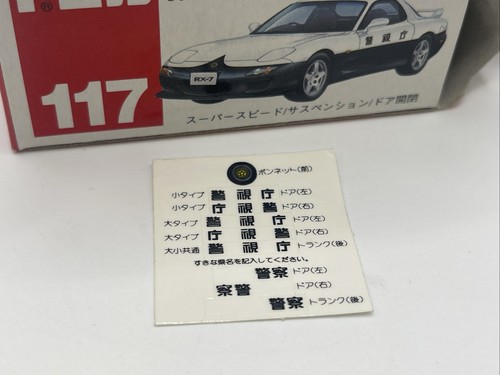 117
RX-7
警視庁
スーパースピード/サスペンション/ドア開閉
ボンネット(前)
小タイプ 警視庁 ドア(左)
小タイプ 庁視警 ドア(右)
大タイプ 警視庁 ドア(左)
大タイプ 庁視警 ドア(右)
大小共通 警視庁 トランク(後)
すきな県名を記入してください。
警察 ドア(左)
察警 ドア(右)
警察 トランク(後)